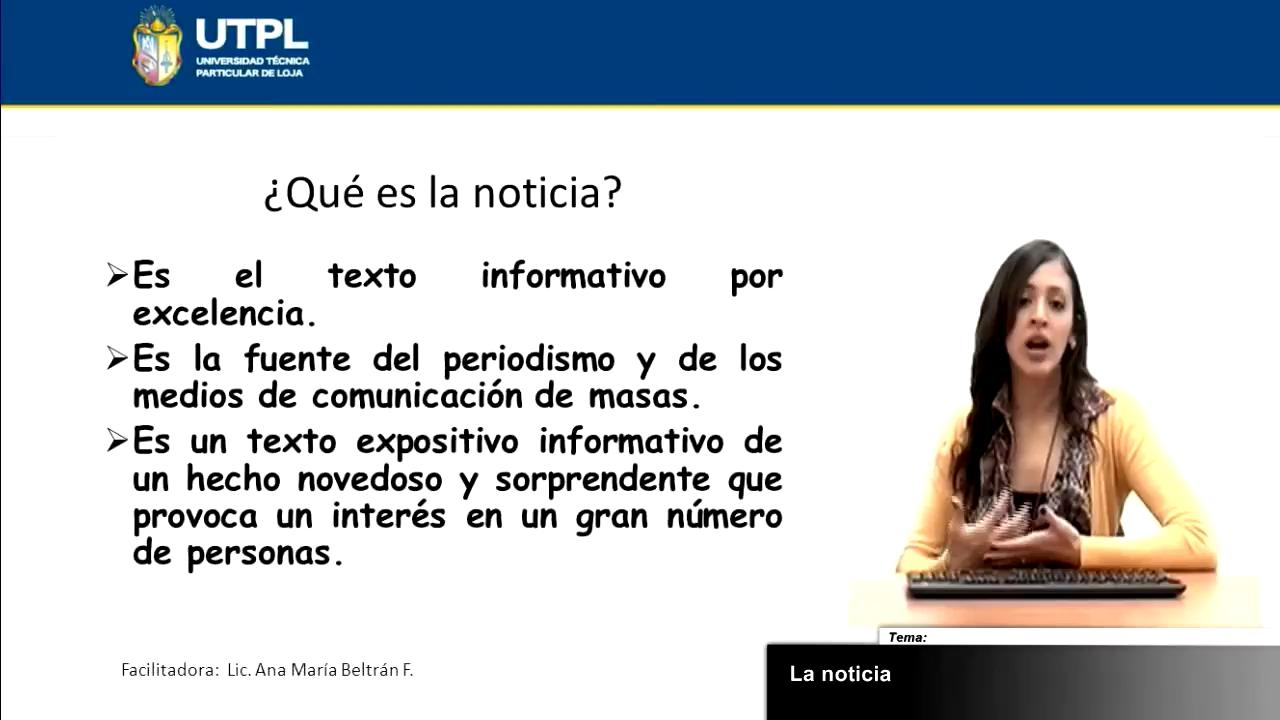 UTPL
UNIVERSIDAD TÉCNICA
PARTICULAR DE LOJA
¿Qué es la noticia?
Es el texto informativo por
excelencia.
Es la fuente del periodismo y de los
medios de comunicación de masas.
Es un texto expositivo informativo de
un hecho novedoso y sorprendente que
provoca un interés en un gran número
de personas.
Facilitadora: Lic. Ana María Beltrán F.
Tema:
La noticia